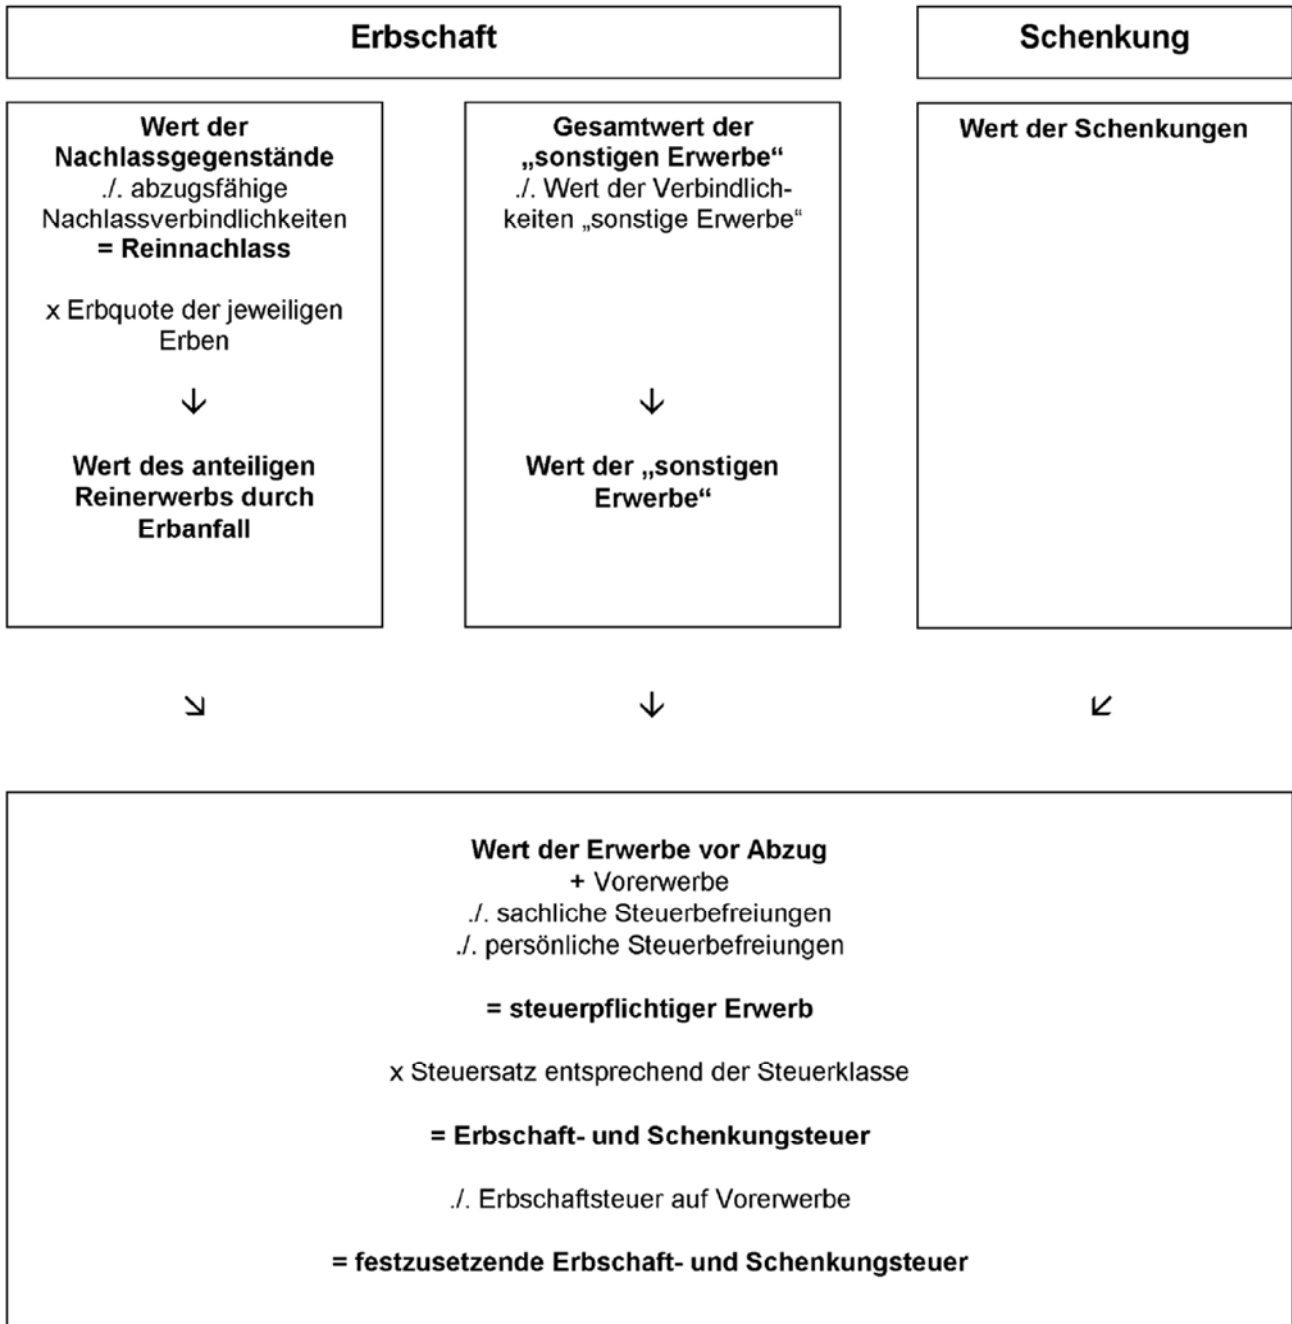 Erbschaft
Schenkung
Wert der
Nachlassgegenstände
./. abzugsfähige
Nachlassverbindlichkeiten
= Reinnachlass
x Erbquote der jeweiligen
Erben
↓
Wert des anteiligen
Reinerwerbs durch
Erbanfall
Gesamtwert der
„sonstigen Erwerbe“
./. Wert der Verbindlich-
keiten „sonstige Erwerbe“
↓
Wert der „sonstigen
Erwerbe“
Wert der Schenkungen
↘ ↓ ↙
Wert der Erwerbe vor Abzug
+ Vorerwerbe
./. sachliche Steuerbefreiungen
./. persönliche Steuerbefreiungen
= steuerpflichtiger Erwerb
x Steuersatz entsprechend der Steuerklasse
= Erbschaft- und Schenkungsteuer
./. Erbschaftsteuer auf Vorerwerbe
= festzusetzende Erbschaft- und Schenkungsteuer